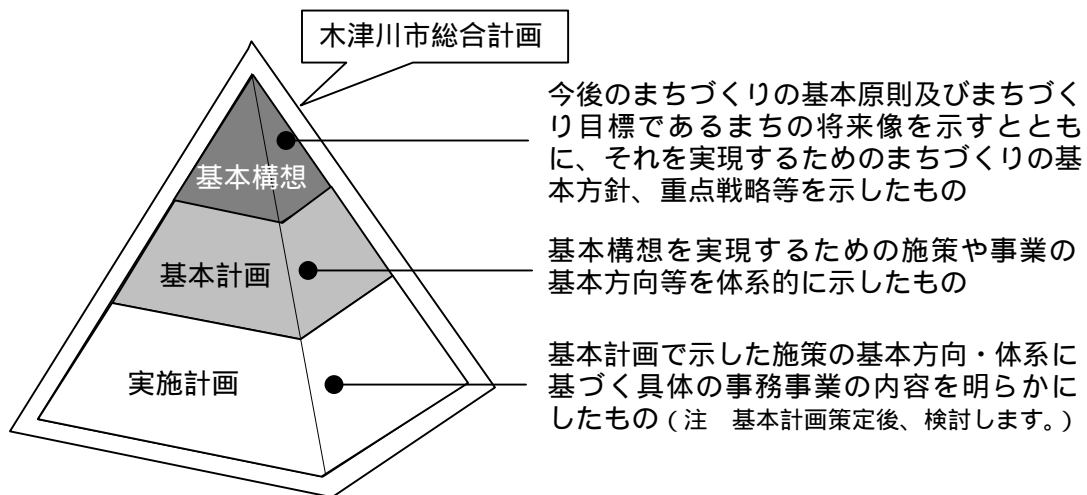 木津川市総合計画
今後のまちづくりの基本原則及びまちづく
り目標であるまちの将来像を示すととも
に、それを実現するためのまちづくりの基
本方針、重点戦略等を示したもの
基本構想
基本構想を実現するための施策や事業の
基本方向等を体系的に示したもの
基本計画
基本計画で示した施策の基本方向・体系に
基づく具体の事務事業の内容を明らかに
したもの（注　基本計画策定後、検討します。）
実施計画